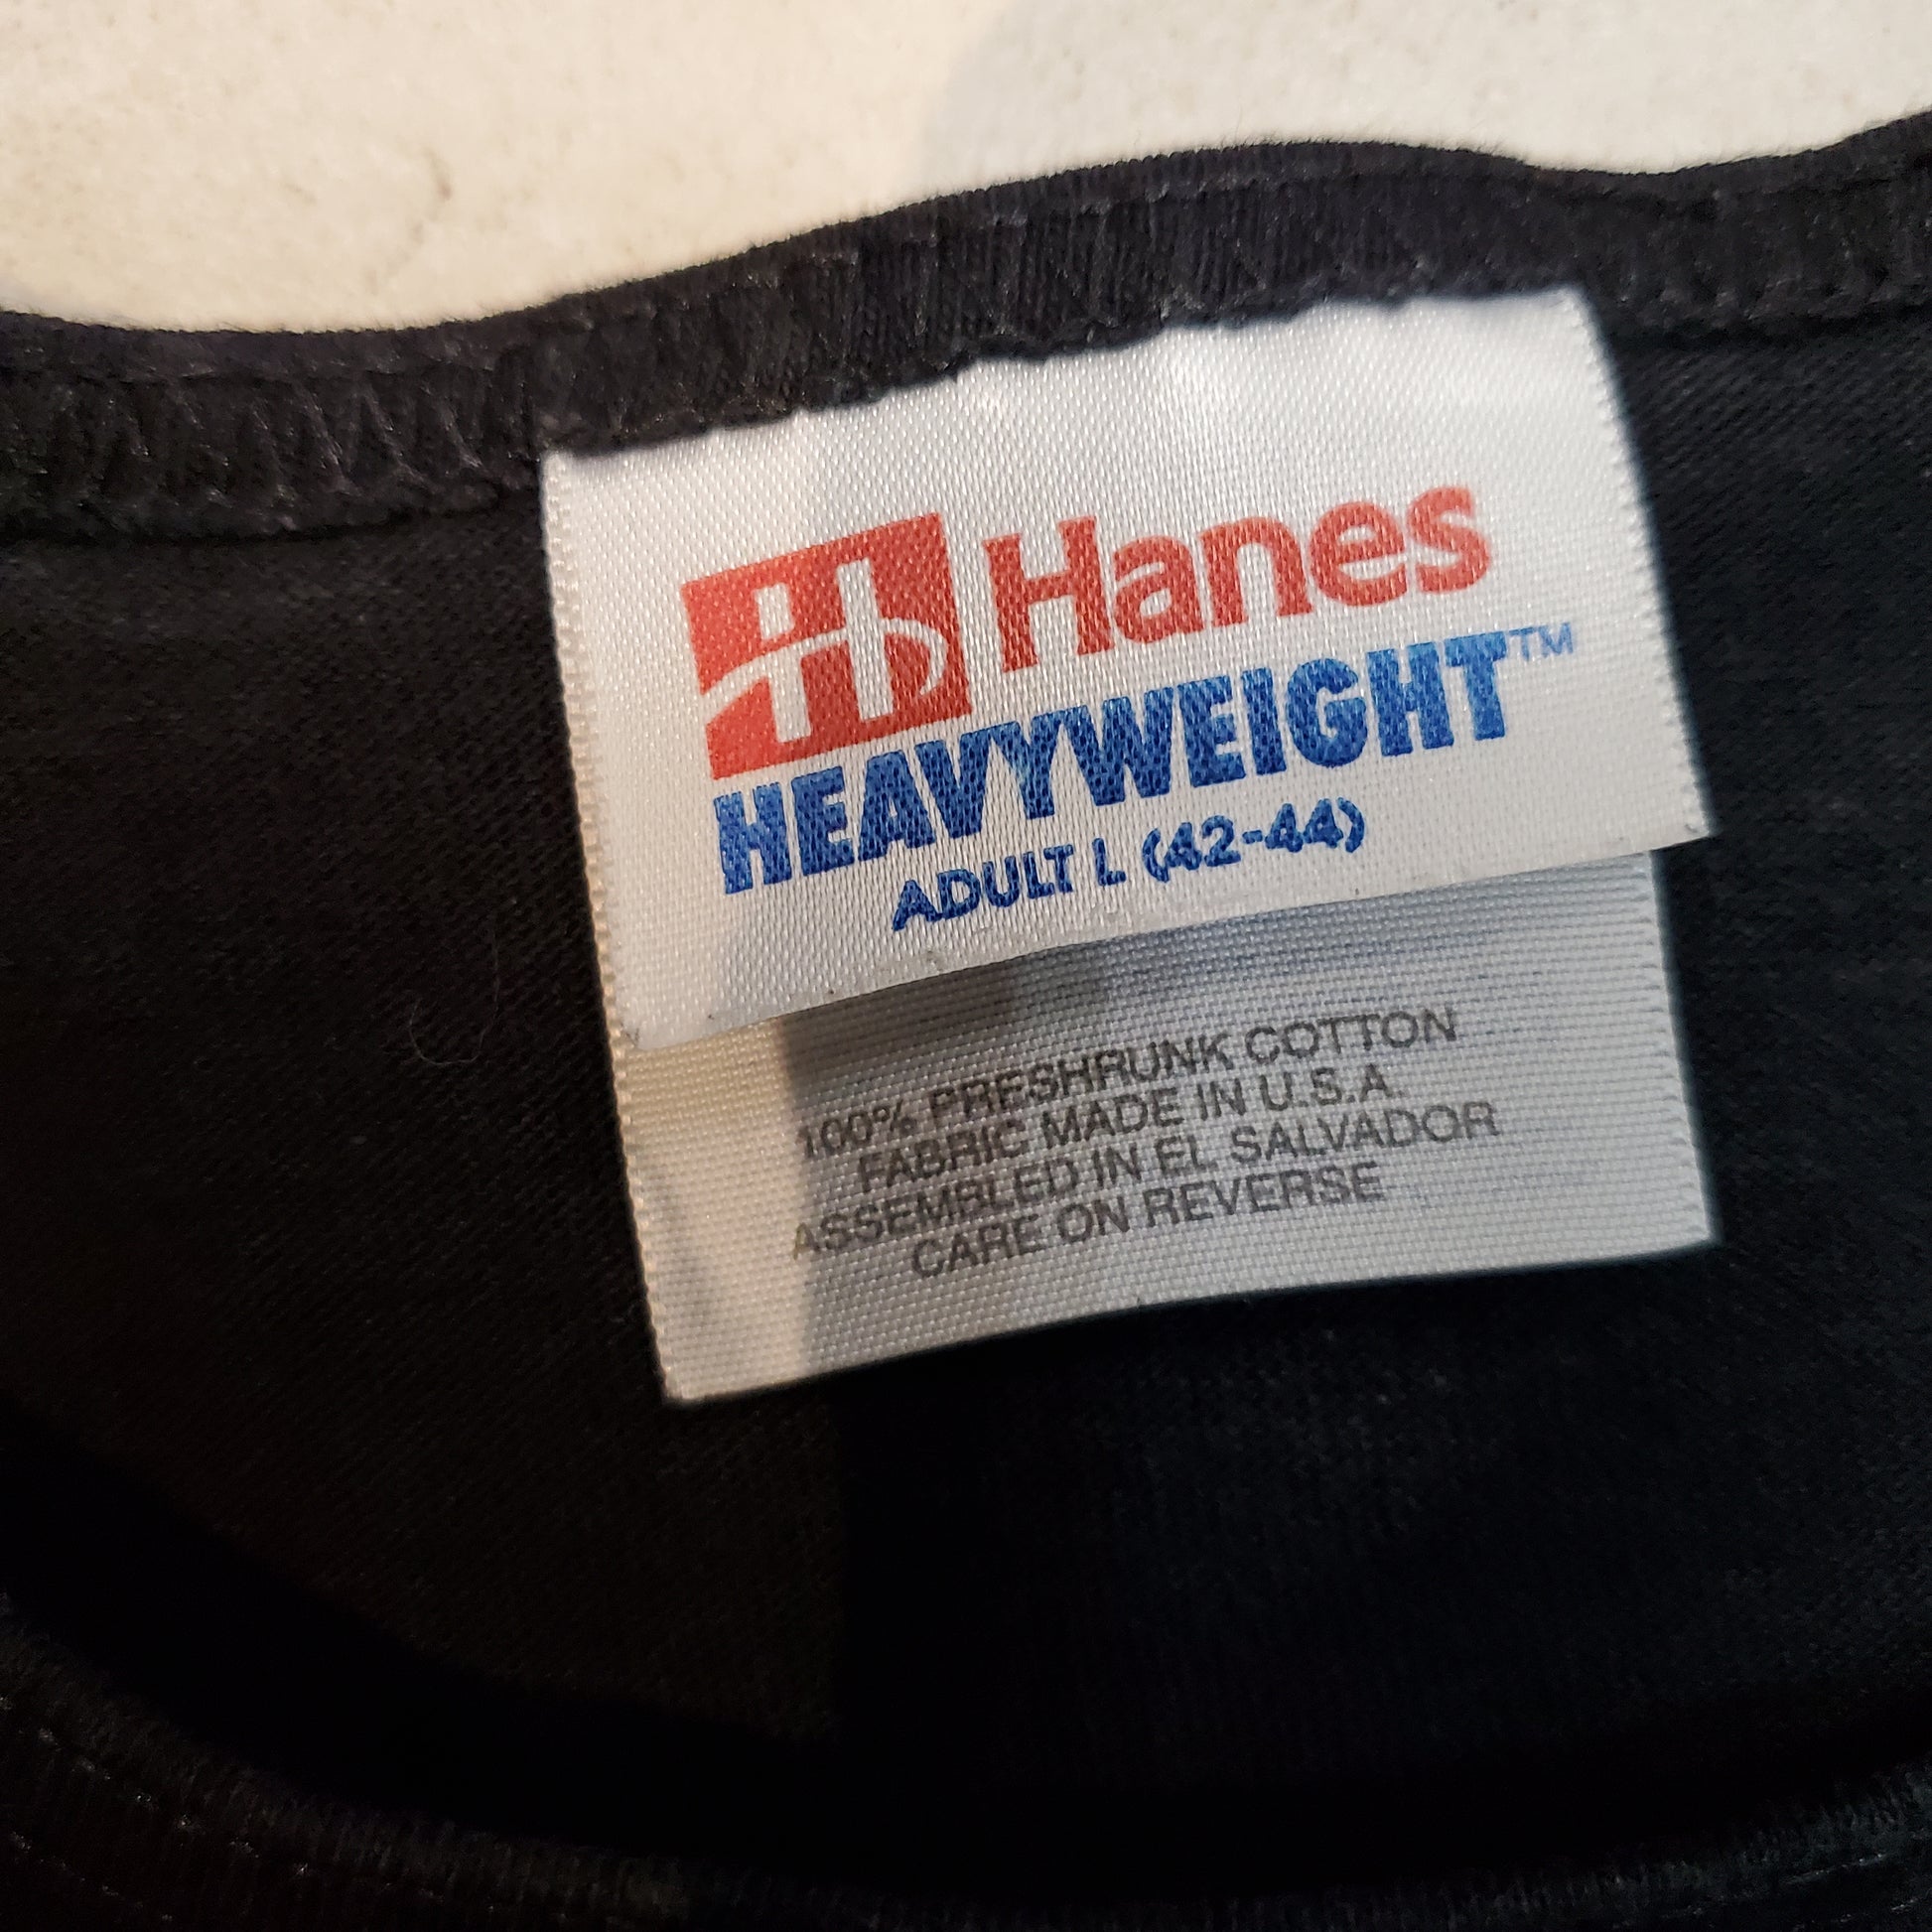 Hanes
HEAVYWEIGHT™
ADULT L (42-44)
100% PRESHRUNK COTTON
FABRIC MADE IN U.S.A.
ASSEMBLED IN EL SALVADOR
CARE ON REVERSE